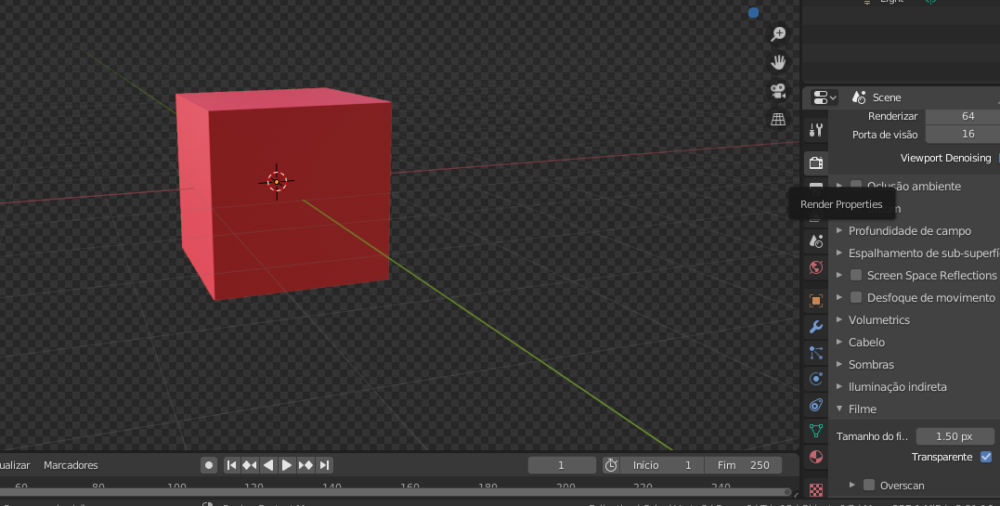 Scene
Renderizar 64
Porta de visão 16
Viewport Denoising
Oclusão ambiente
Render Properties
Profundidade de campo
Espalhamento de sub-superfí
Screen Space Reflections
Desfoque de movimento
Volumetrics
Cabelo
Sombras
Iluminação indireta
Filme
Tamanho do fi.. 1.50 px
Transparente
Overscan
ualizar Marcadores
1 Início 1 Fim 250
60 80 100 120 140 160 180 200 220 240